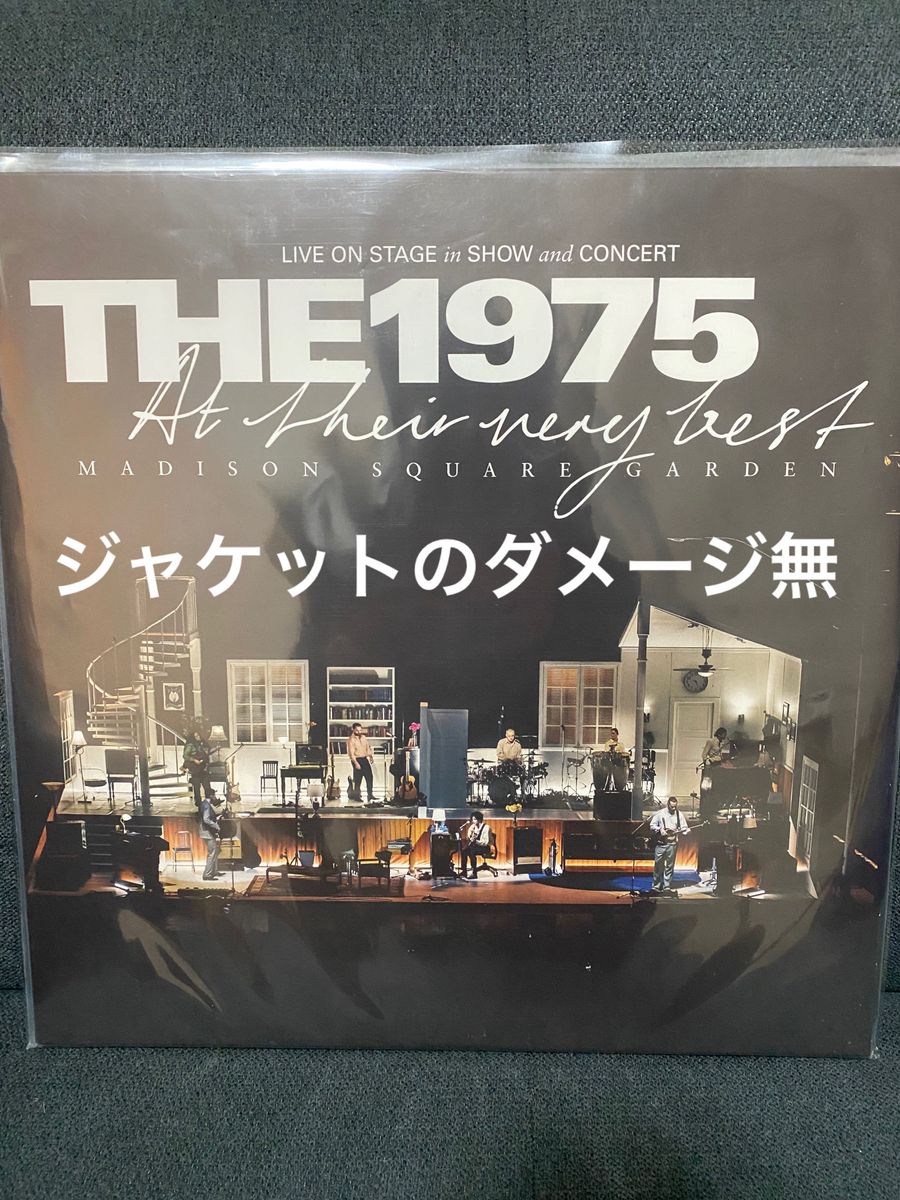 LIVE ON STAGE in SHOW and CONCERT
THE1975
At their very best
MADISON SQUARE GARDEN
ジャケットのダメージ無